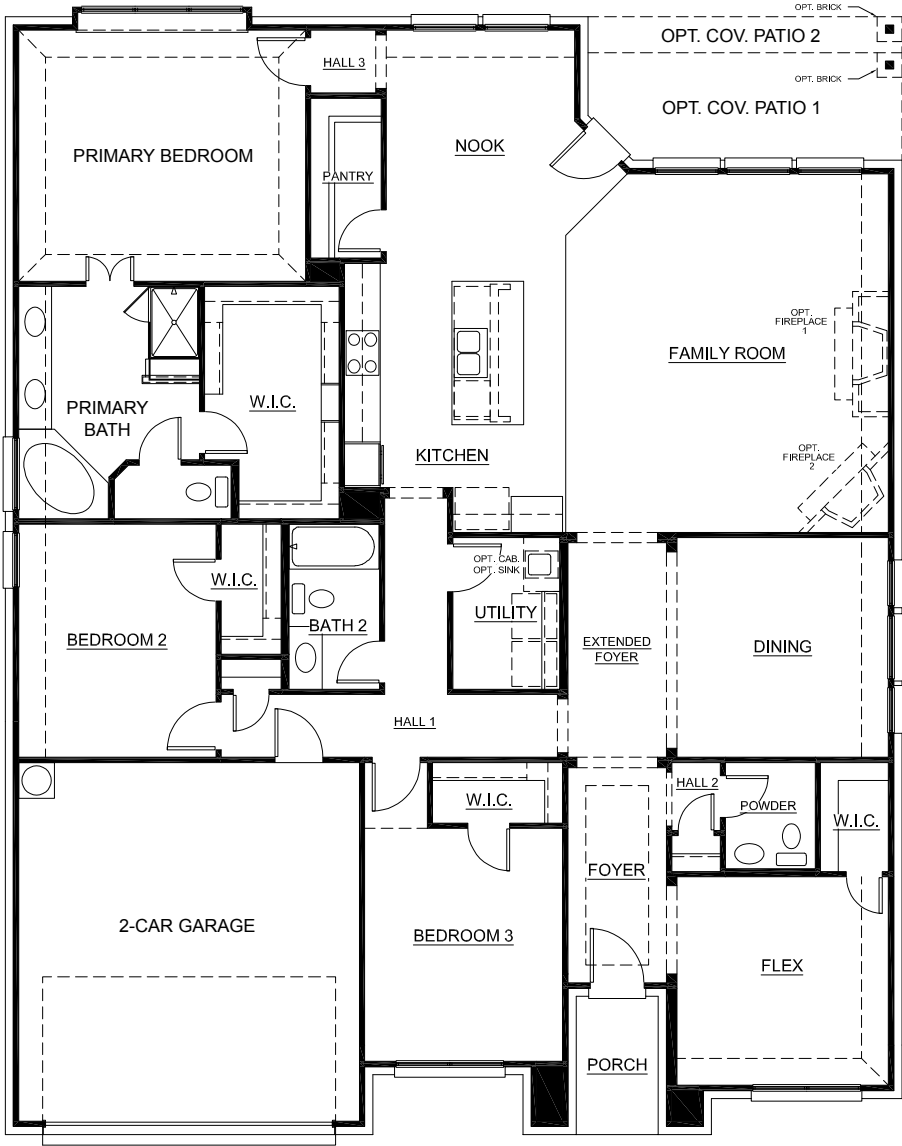 OPT. BRICK
OPT. COV. PATIO 2
HALL 3
OPT. BRICK
OPT. COV. PATIO 1
NOOK
PRIMARY BEDROOM
PANTRY
OPT.
FIREPLACE
1
FAMILY ROOM
W.I.C.
PRIMARY
BATH
KITCHEN
OPT.
FIREPLACE
2
OPT. CAB.
OPT. SINK
W.I.C.
UTILITY
BATH 2
BEDROOM 2
EXTENDED
FOYER
DINING
HALL 1
HALL 2
W.I.C.
POWDER
W.I.C.
FOYER
2-CAR GARAGE
BEDROOM 3
FLEX
PORCH